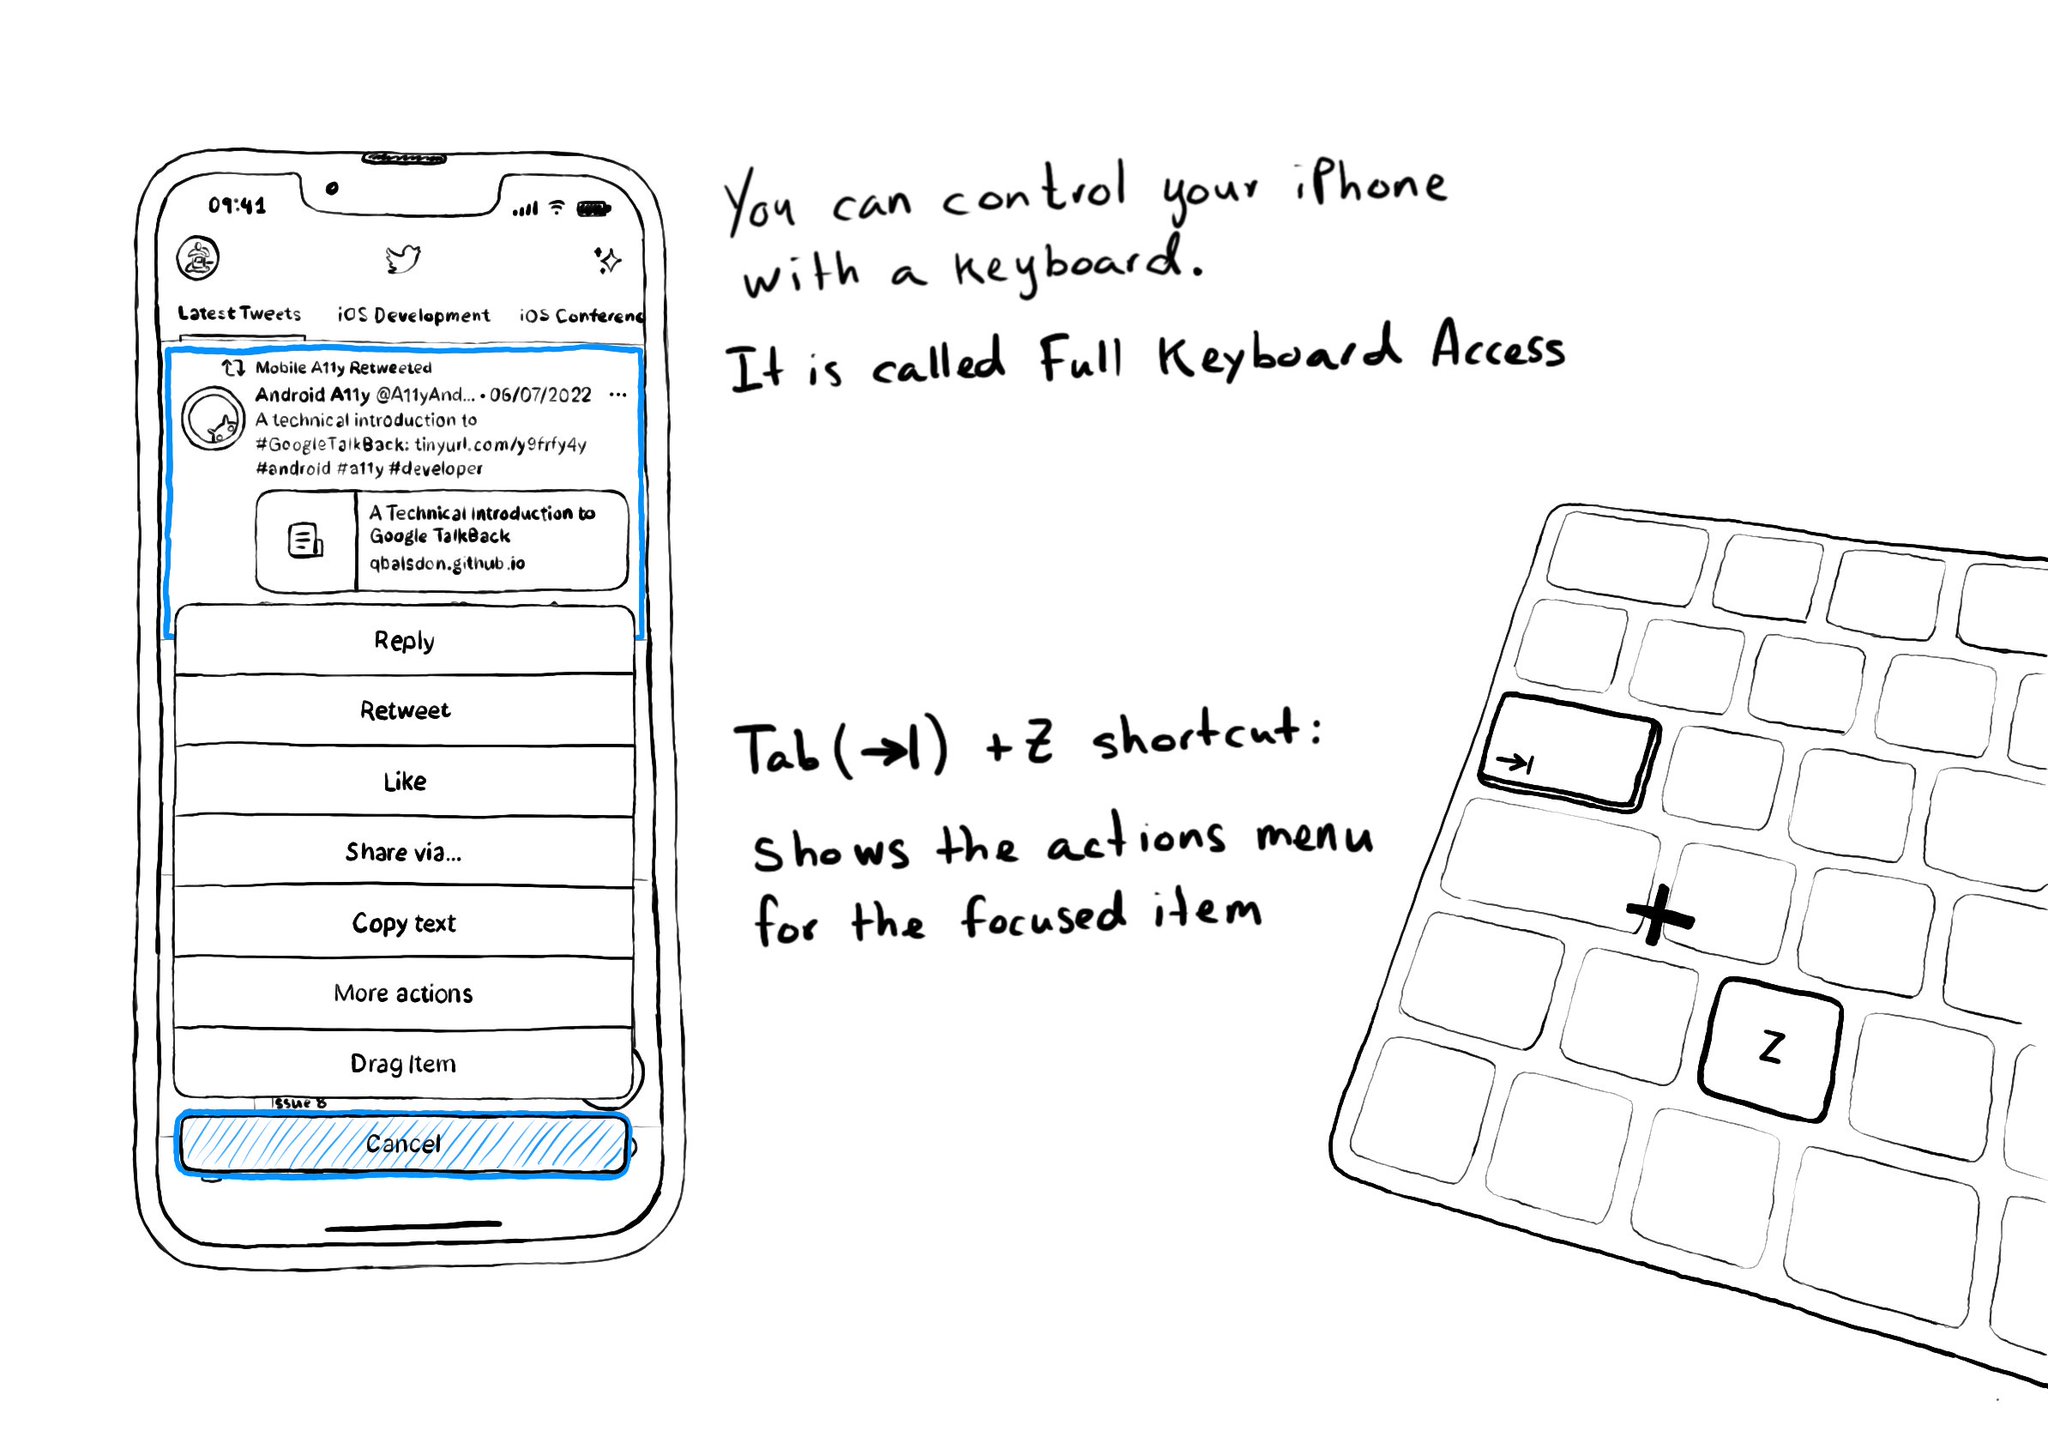 09:41
Latest Tweets iOS Development iOS Conferenc
Mobile A11y Retweeted
Android A11y @A11yAnd... • 06/07/2022 ...
A technical introduction to
#GoogleTalkBack: tinyurl.com/y9frfy4y
#android #a11y #developer
A Technical Introduction to
Google TalkBack
qbalsdon.github.io
Reply
Retweet
Like
Share via...
Copy text
More actions
Drag Item
Issue 8
Cancel
You can control your iPhone
with a keyboard.
It is called Full Keyboard Access
Tab (→|) + Z shortcut:
shows the actions menu
for the focused item
→|
+
Z